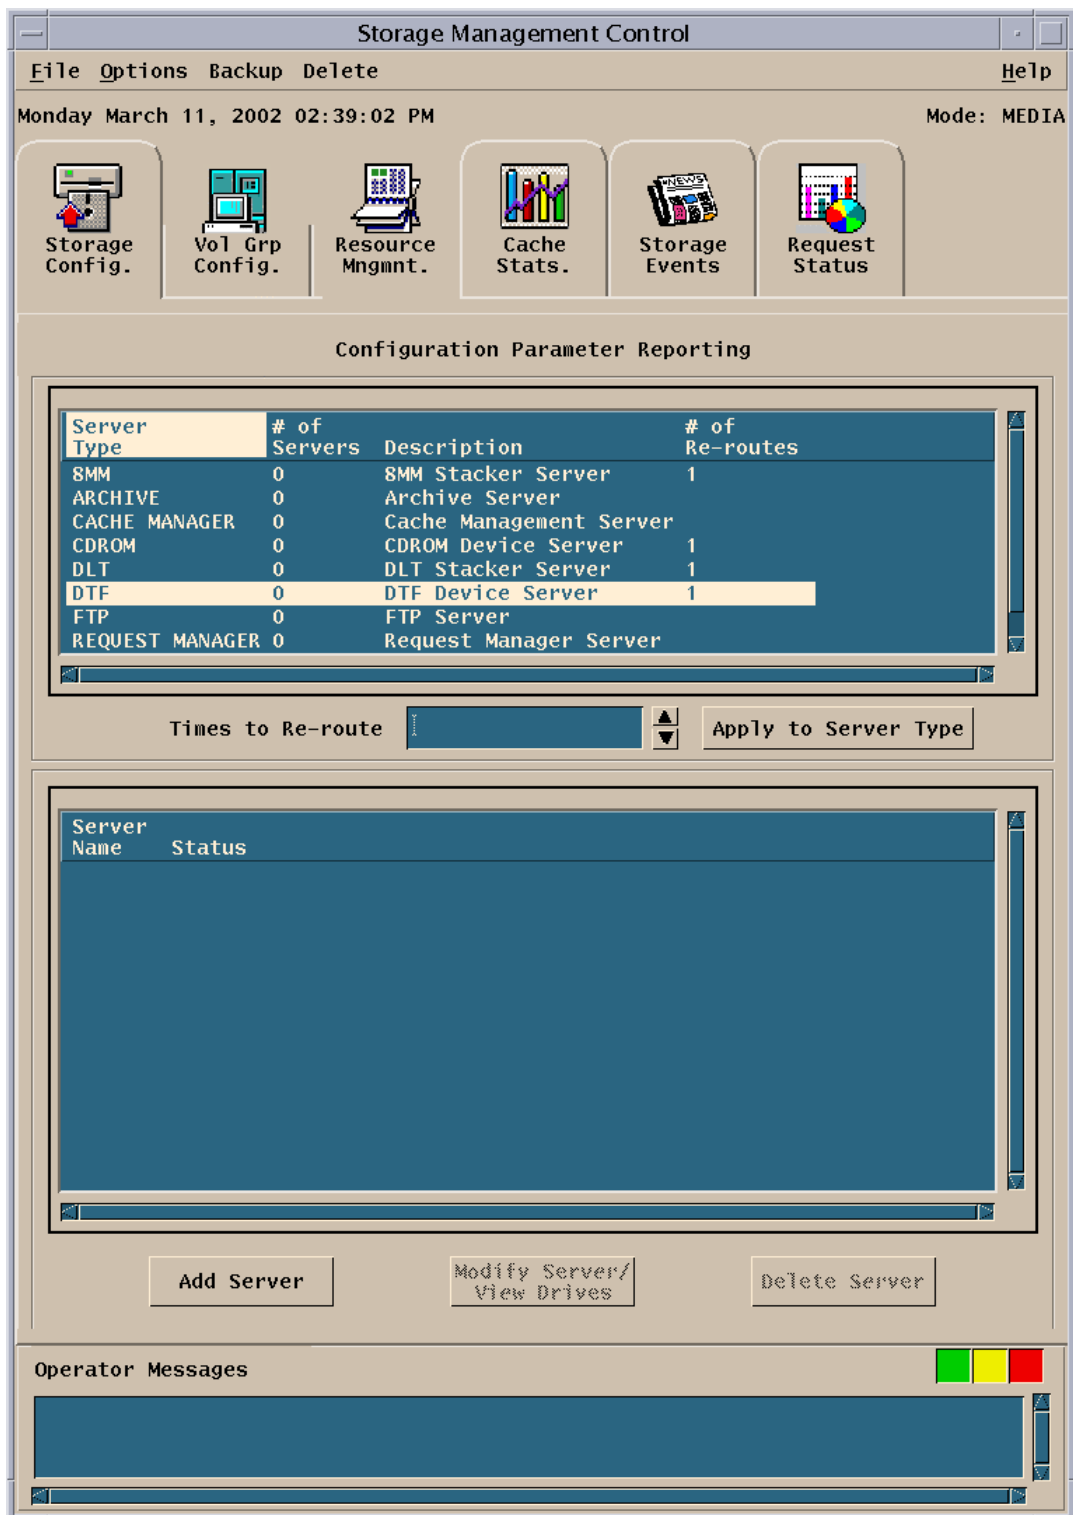 Storage Management Control
File Options Backup Delete Help
Monday March 11, 2002 02:39:02 PM Mode: MEDIA
Storage Config.
Vol Grp Config.
Resource Mngmnt.
Cache Stats.
NEWS
Storage Events
Request Status
Configuration Parameter Reporting
Server # of # of
Type Servers Description Re-routes
8MM 0 8MM Stacker Server 1
ARCHIVE 0 Archive Server
CACHE MANAGER 0 Cache Management Server
CDROM 0 CDROM Device Server 1
DLT 0 DLT Stacker Server 1
DTF 0 DTF Device Server 1
FTP 0 FTP Server
REQUEST MANAGER 0 Request Manager Server
Times to Re-route Apply to Server Type
Server
Name Status
Add Server
Modify Server/
View Drives
Delete Server
Operator Messages